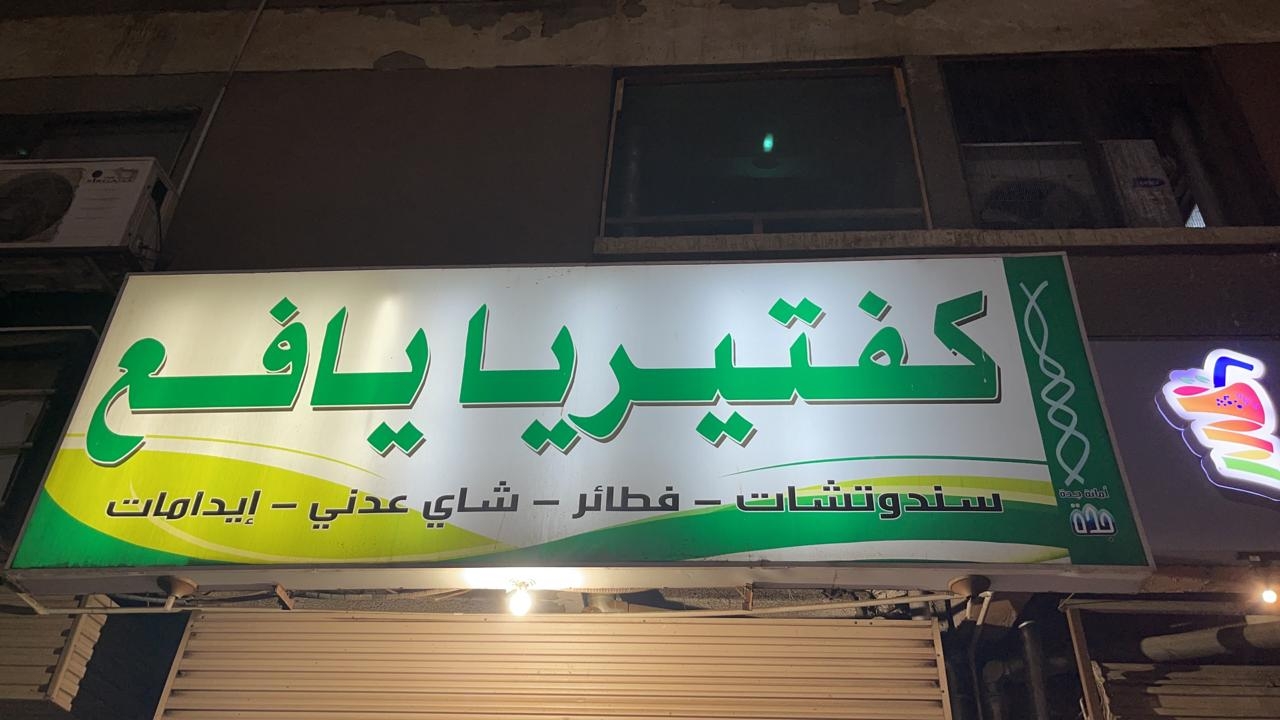 كفتيريا يافع
سندوتشات - فطائر - شاي عدني - إيدامات
أمانة جدة
جدة